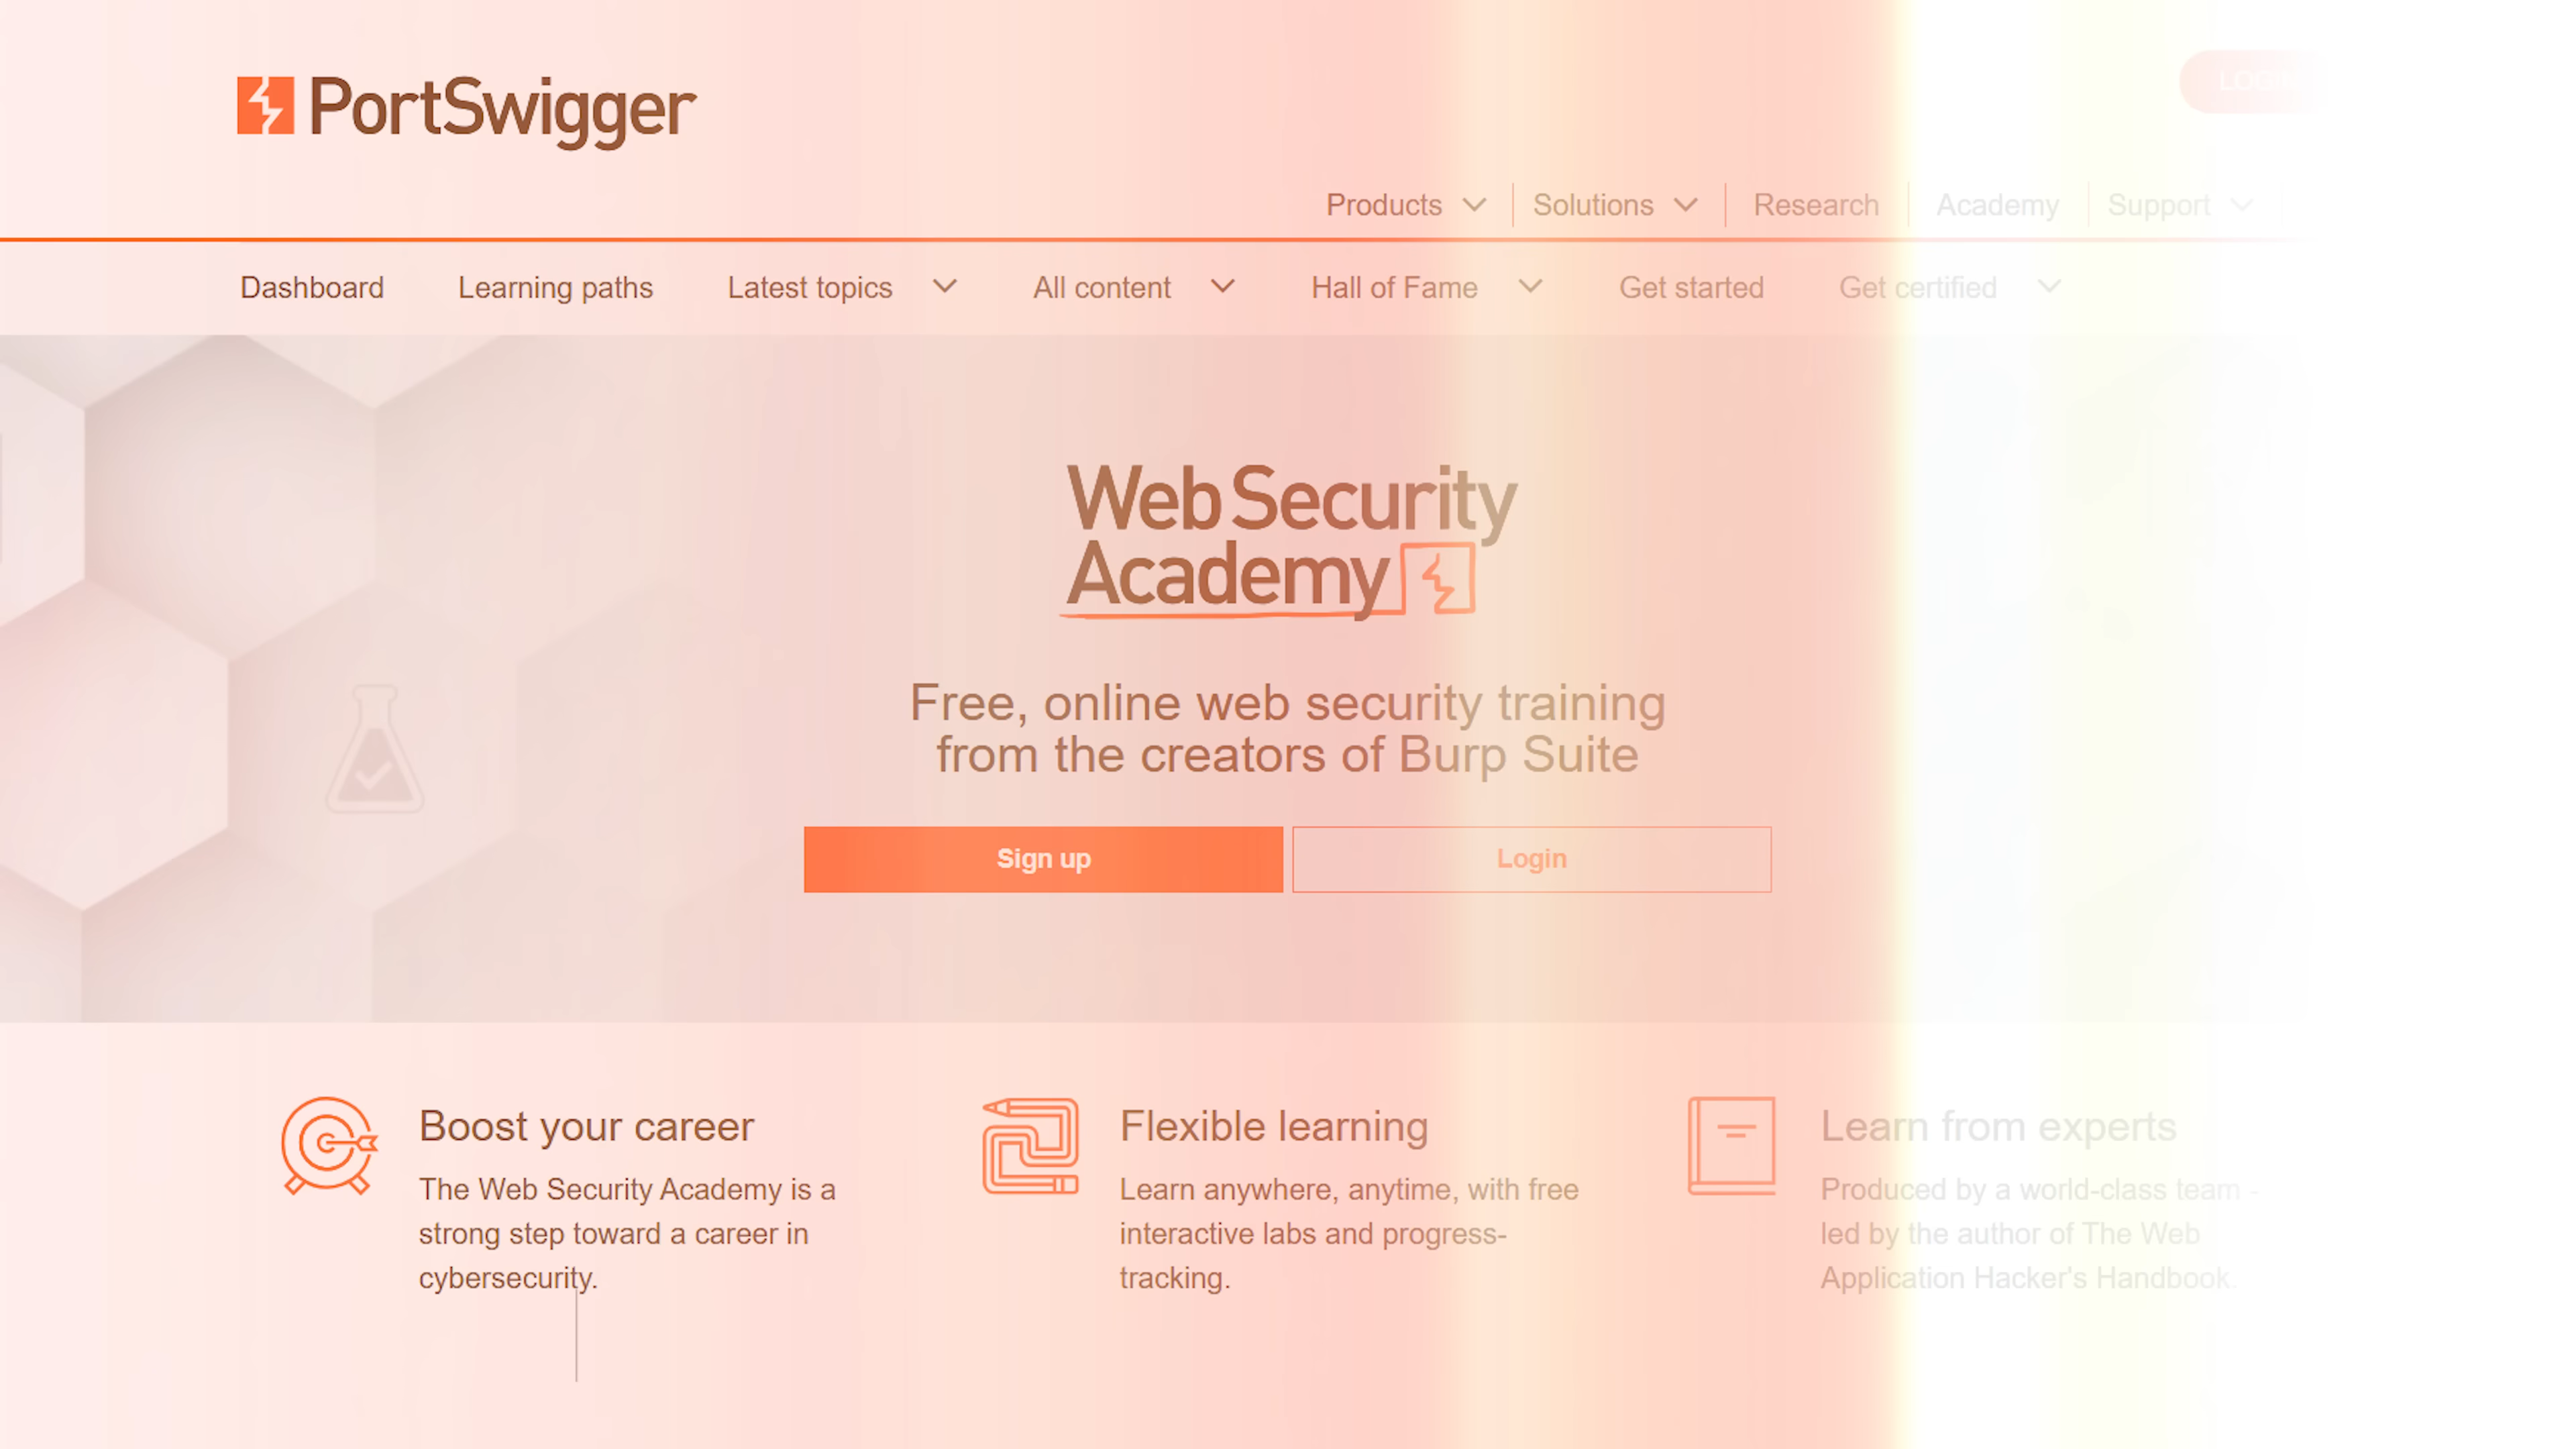 PortSwigger
Products
Solutions
Research
Academy
Support
Dashboard
Learning paths
Latest topics
All content
Hall of Fame
Get started
Get certified
Web Security
Academy
Free, online web security training
from the creators of Burp Suite
Sign up
Login
Boost your career
The Web Security Academy is a
strong step toward a career in
cybersecurity.
Flexible learning
Learn anywhere, anytime, with free
interactive labs and progress-
tracking.
Learn from experts
Produced by a world-class team -
led by the author of The Web
Application Hacker's Handbook.